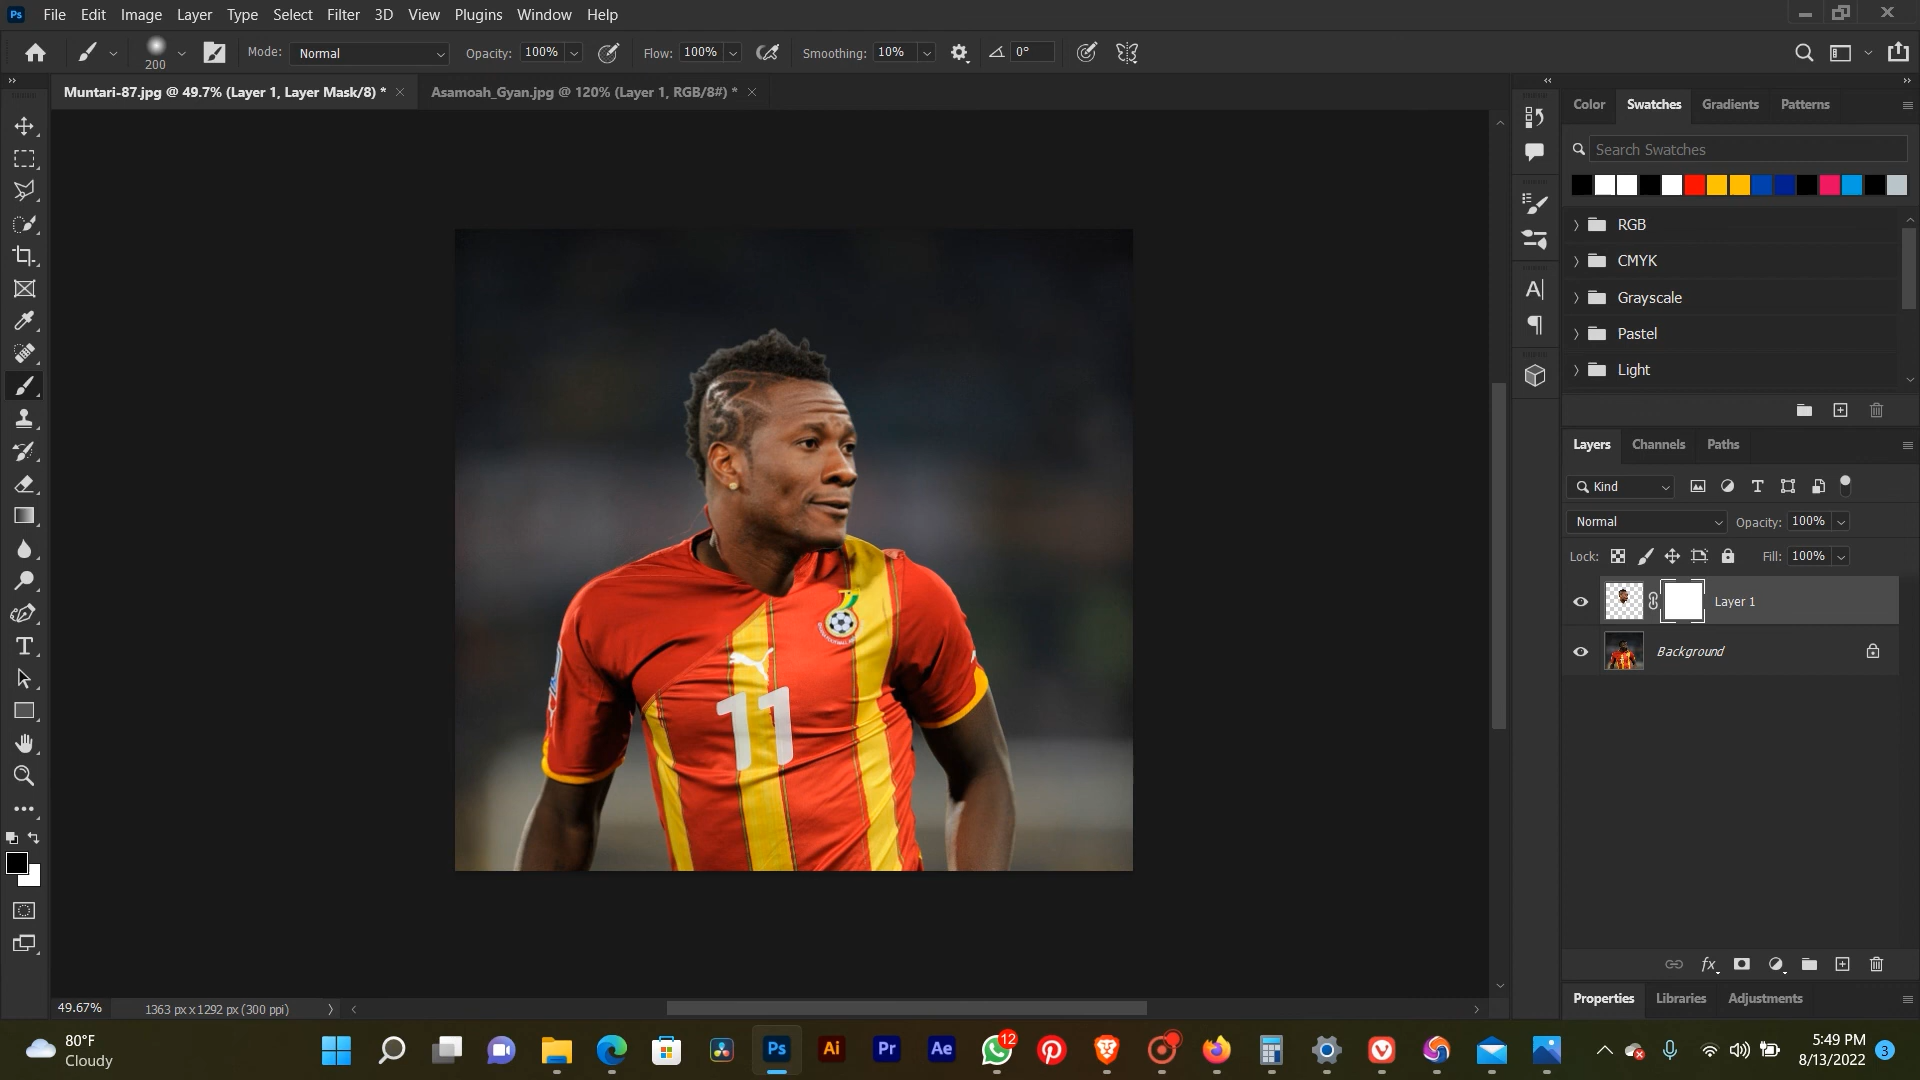 Ps File Edit Image Layer Type Select Filter 3D View Plugins Window Help
200 Mode: Normal Opacity: 100% Flow: 100% Smoothing: 10% 0°
Muntari-87.jpg @ 49.7% (Layer 1, Layer Mask/8) * Asamoah_Gyan.jpg @ 120% (Layer 1, RGB/8#) *
Color Swatches Gradients Patterns
Search Swatches
RGB
CMYK
Grayscale
Pastel
Light
Layers Channels Paths
Kind
Normal Opacity: 100%
Lock: Fill: 100%
Layer 1
Background
11
fx
Properties Libraries Adjustments
49.67% 1363 px x 1292 px (300 ppi)
80°F
Cloudy
Ps Ai Pr Ae 12
5:49 PM
8/13/2022 3